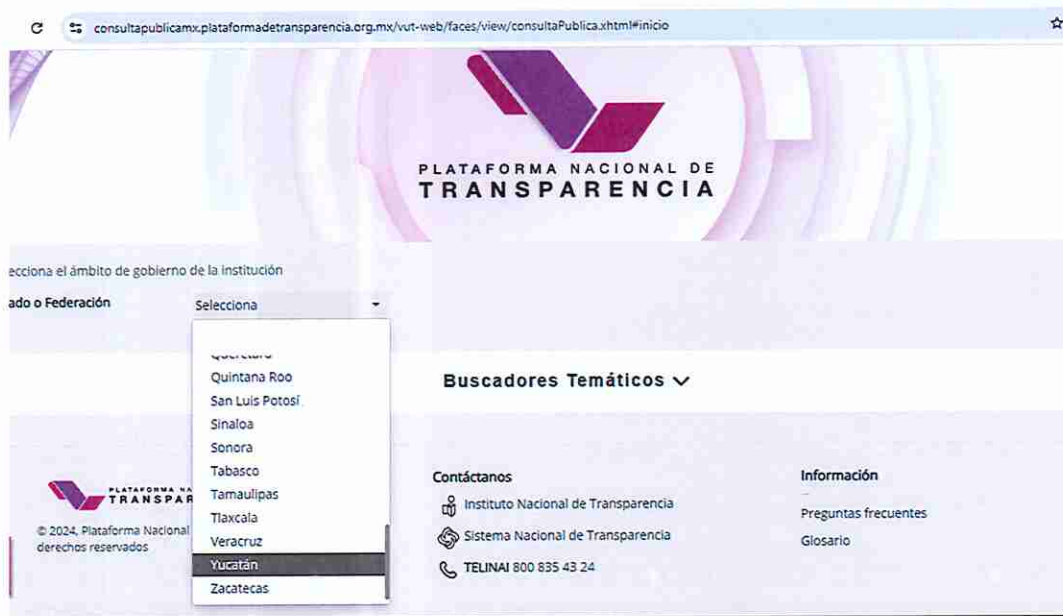 consultapublicamx.plataformadetransparencia.org.mx/vut-web/faces/view/consultaPublica.xhtml#inicio
PLATAFORMA NACIONAL DE
TRANSPARENCIA
ecciona el ámbito de gobierno de la institución
ado o Federación
Selecciona
Querétaro
Quintana Roo
San Luis Potosí
Sinaloa
Sonora
Tabasco
Tamaulipas
Tlaxcala
Veracruz
Yucatán
Zacatecas
Buscadores Temáticos
PLATAFORMA NA
TRANSPAR
© 2024, Plataforma Nacional
derechos reservados
Contáctanos
Instituto Nacional de Transparencia
Sistema Nacional de Transparencia
TELINAI 800 835 43 24
Información
Preguntas frecuentes
Glosario